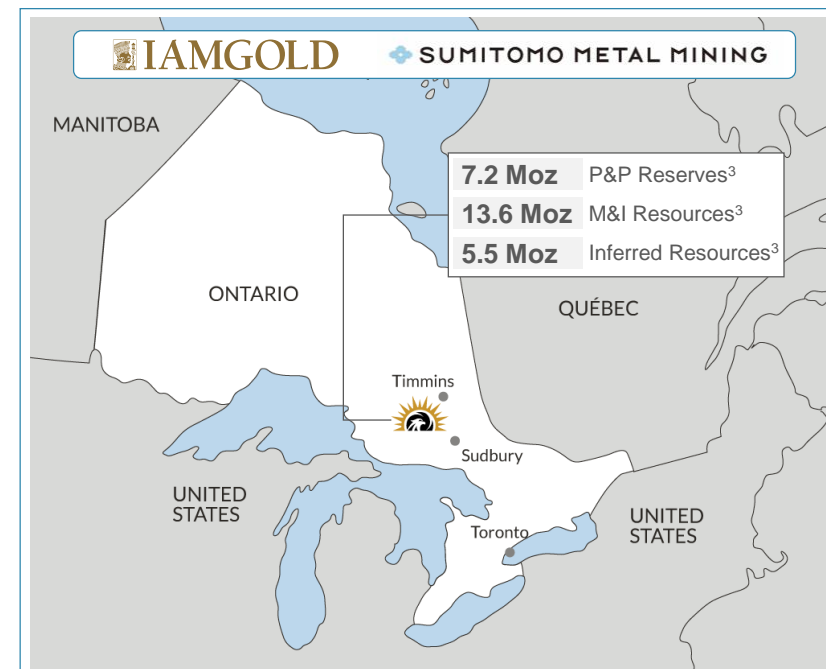 IAMGOLD SUMITOMO METAL MINING
MANITOBA
7.2 Moz P&P Reserves³
13.6 Moz M&I Resources³
5.5 Moz Inferred Resources³
ONTARIO
QUÉBEC
Timmins
Sudbury
UNITED
STATES
Toronto
UNITED
STATES